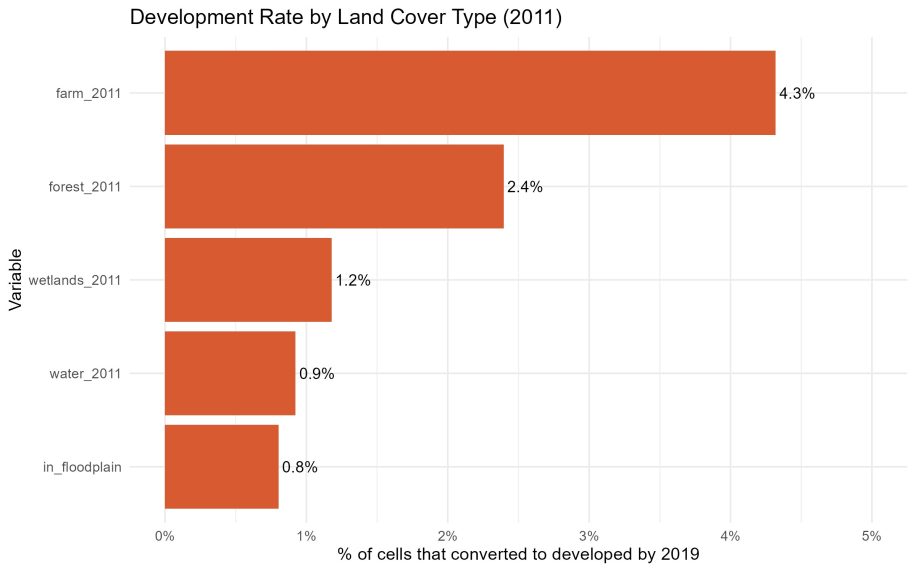 Development Rate by Land Cover Type (2011)
Variable
farm_2011
4.3%
forest_2011
2.4%
wetlands_2011
1.2%
water_2011
0.9%
in_floodplain
0.8%
0%
1%
2%
3%
4%
5%
% of cells that converted to developed by 2019